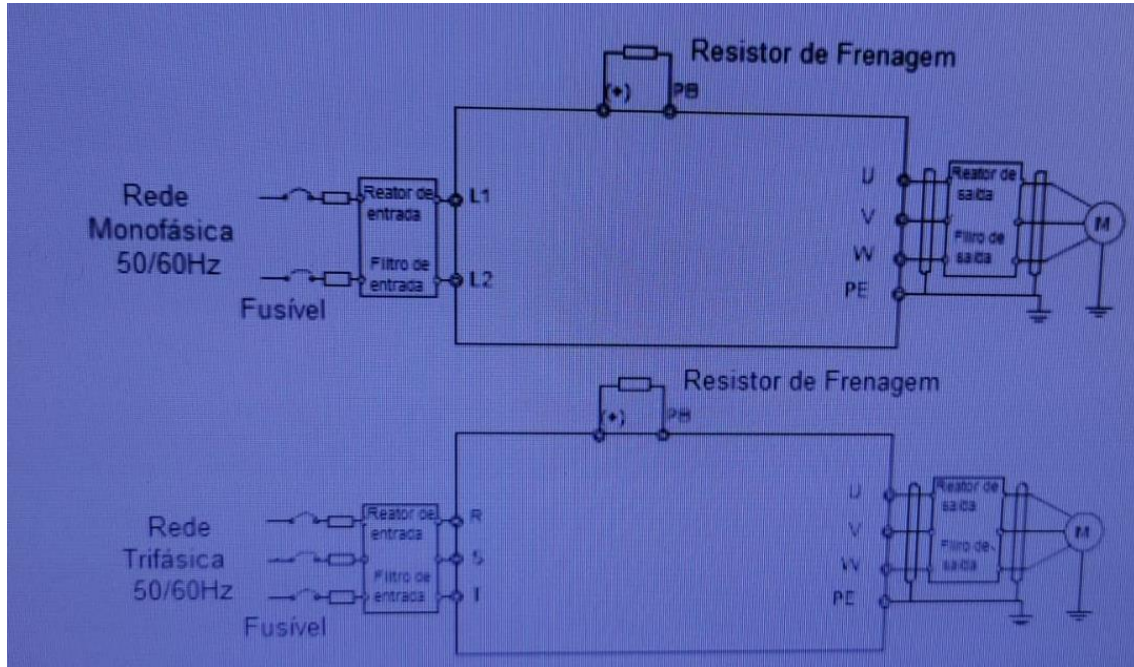 Resistor de Frenagem
(+) PB
Rede
Monofásica
50/60Hz
Fusível
Reator de
entrada
Filtro de
entrada
L1
L2
U
V
W
PE
Reator de
saída
Filtro de
saída
M
Resistor de Frenagem
(+) PB
Rede
Trifásica
50/60Hz
Fusível
Reator de
entrada
Filtro de
entrada
R
S
T
U
V
W
PE
Reator de
saída
Filtro de
saída
M